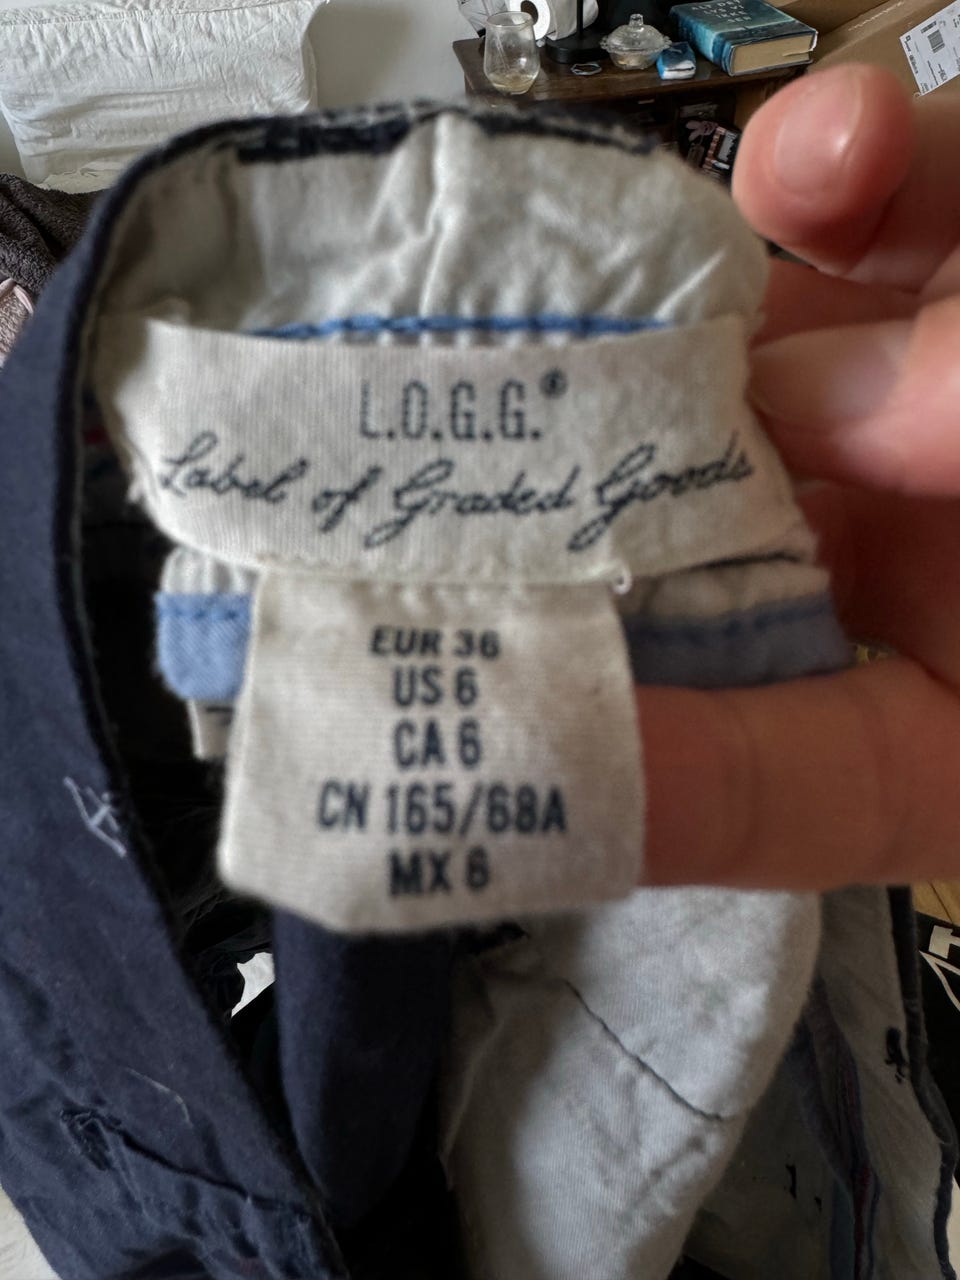 L.O.G.G.®
Label of Graded Goods
EUR 36
US 6
CA 6
CN 165/68A
MX 6